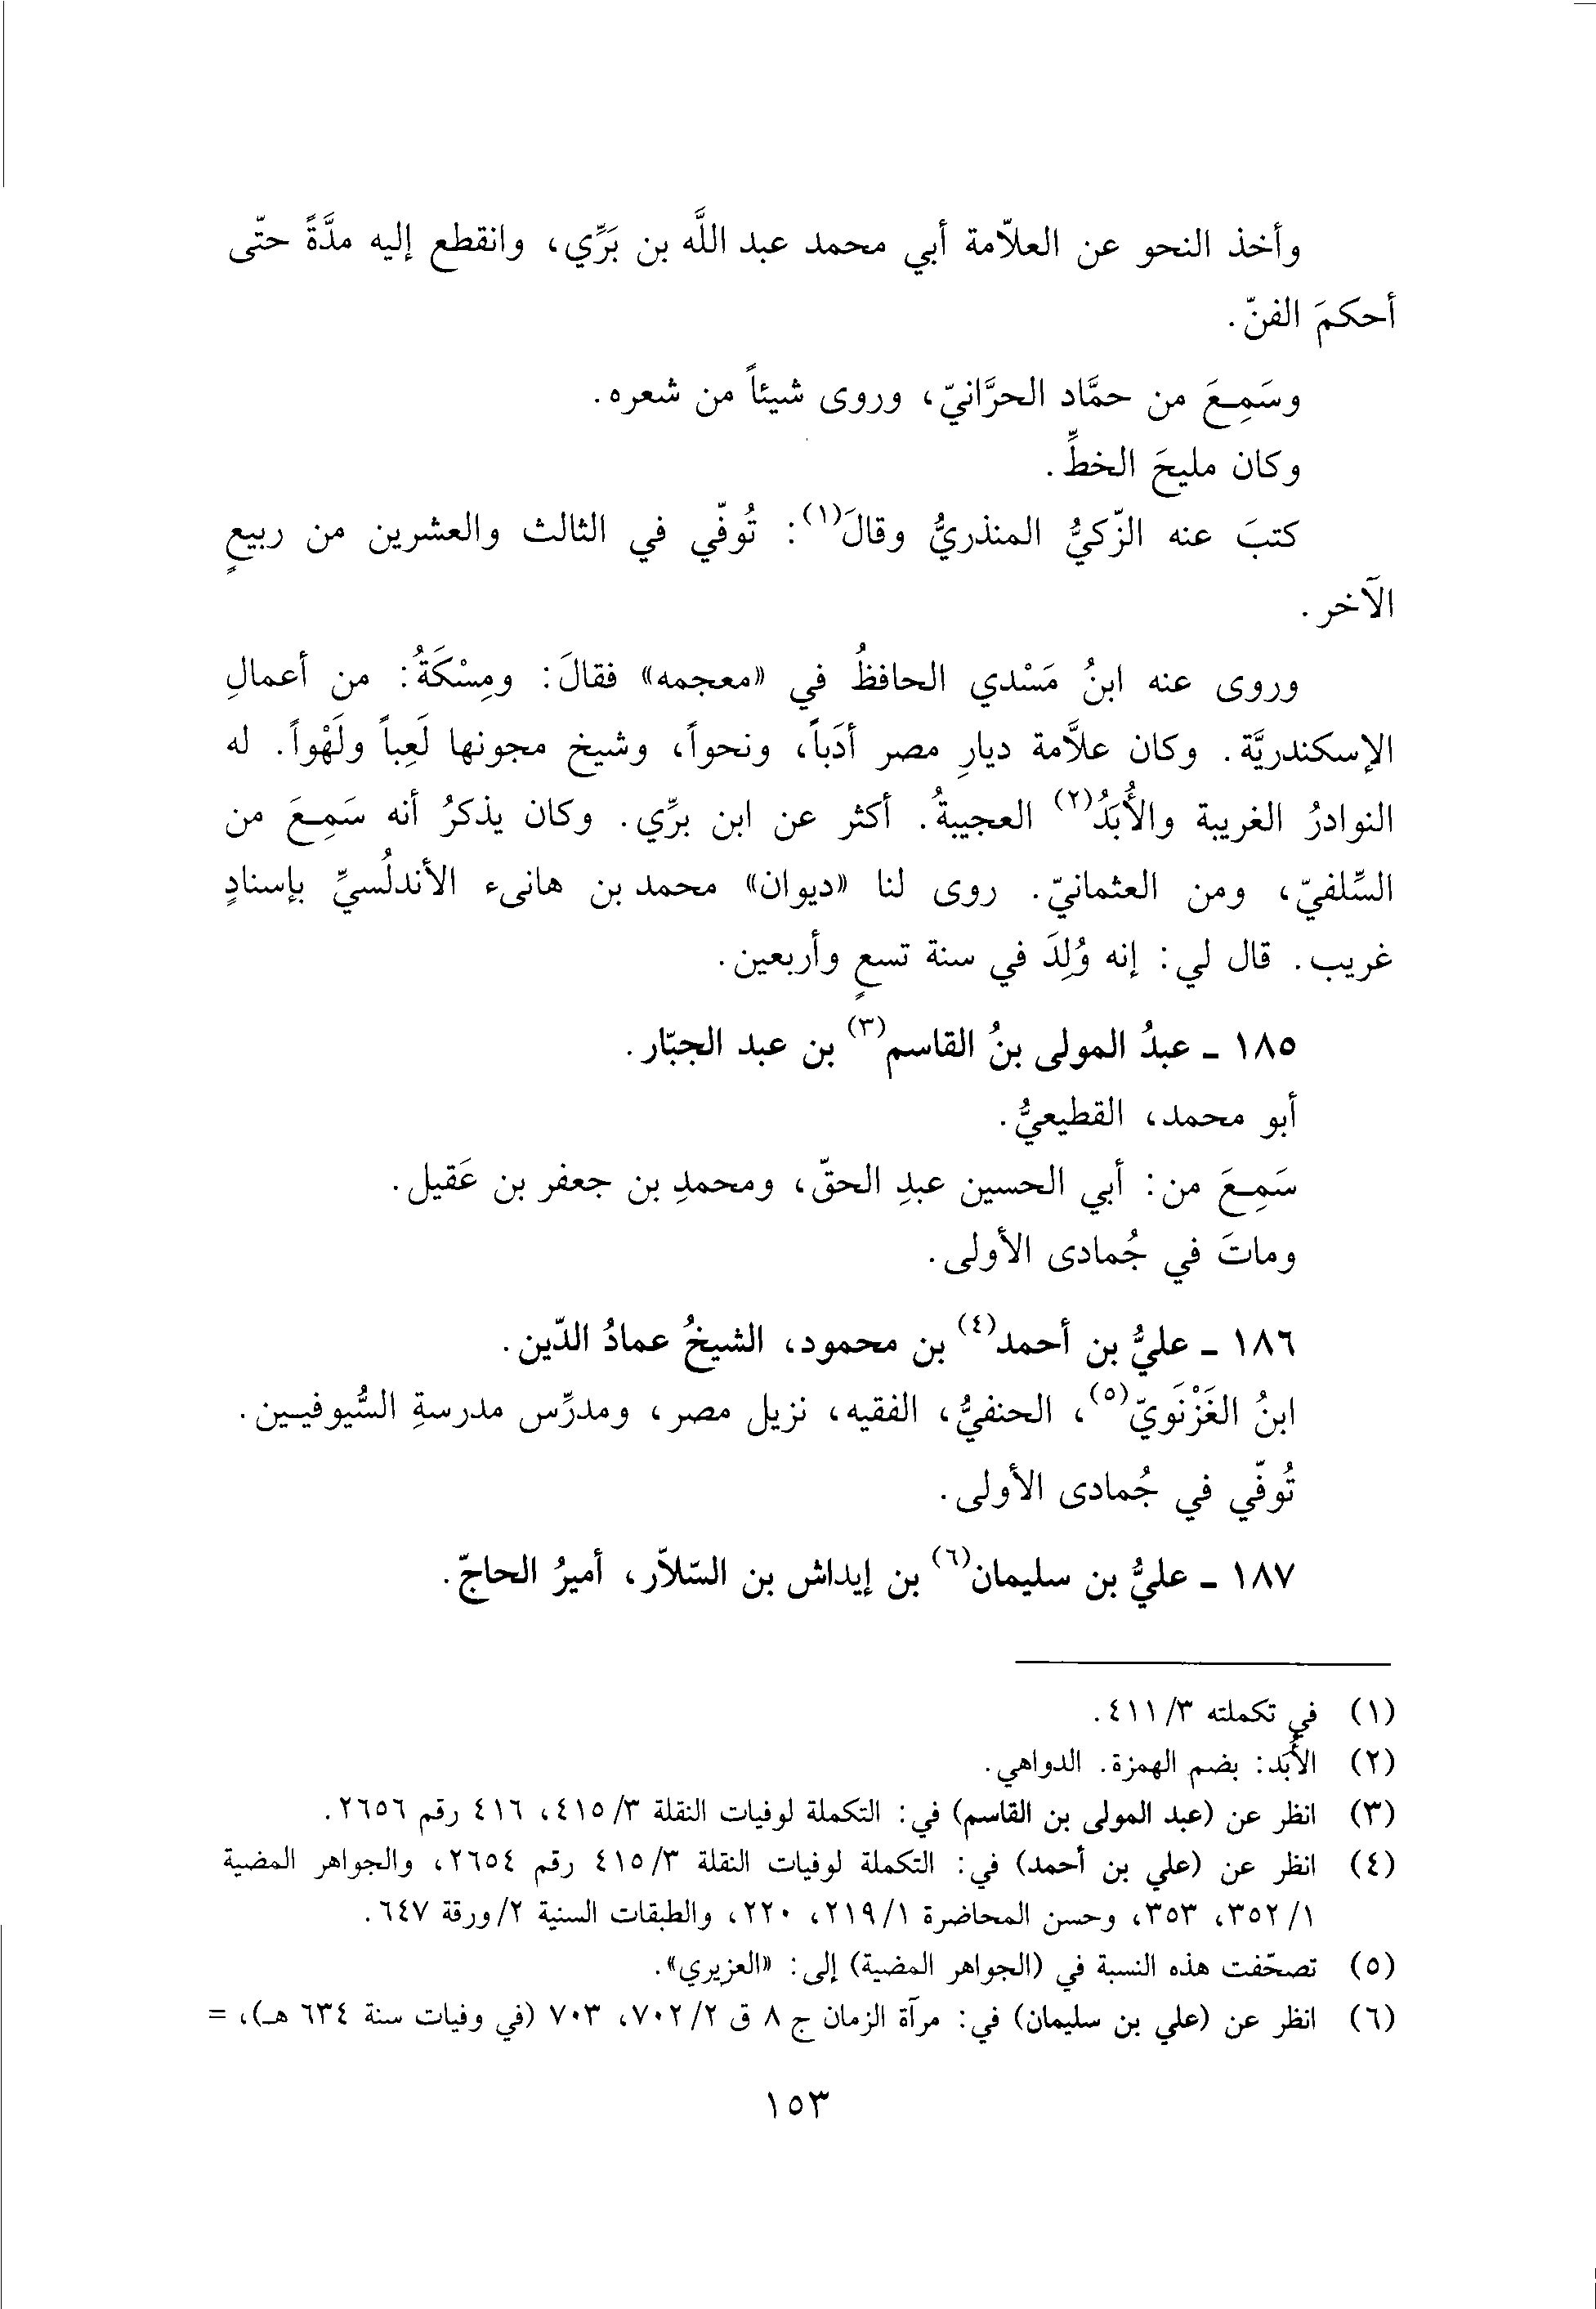 وأخذ النحو عن العلاّمة أبي محمد عبد اللَّه بن بَرِّي، وانقطع إليه مدَّةً حتّى
أحكمَ الفنّ.
وسَمِعَ من حمَّاد الحرَّانيّ، وروى شيئاً من شعره.
وكان مليحَ الخطِّ.
كتبَ عنه الزّكيُّ المنذريُّ وقالَ(١): تُوفّي في الثالث والعشرين من ربيعٍ
الآخر.
وروى عنه ابنُ مَسْدي الحافظُ في «معجمه» فقالَ: ومِسْكَةُ: من أعمالِ
الإسكندريَّة. وكان علاَّمة ديارِ مصر أدَباً، ونحواً، وشيخ مجونها لَعِباً ولَهْواً. له
النوادرُ الغريبة والأُبَدُ(٢) العجيبةُ. أكثر عن ابن برِّي. وكان يذكرُ أنه سَمِعَ من
السِّلفيّ، ومن العثمانيّ. روى لنا «ديوان» محمد بن هانىء الأندلُسيِّ بإسنادٍ
غريب. قال لي: إنه وُلِدَ في سنة تسعٍ وأربعين.
١٨٥ ـ عبدُ المولى بنُ القاسم(٣) بن عبد الجبّار.
أبو محمد، القطيعيُّ.
سَمِعَ من: أبي الحسين عبدِ الحقّ، ومحمدِ بن جعفر بن عَقيل.
وماتَ في جُمادى الأولى.
١٨٦ ـ عليُّ بن أحمد(٤) بن محمود، الشيخُ عمادُ الدّين.
ابنُ الغَزْنَويّ(٥)، الحنفيُّ، الفقيه، نزيل مصر، ومدرِّس مدرسةِ السُّيوفيين.
تُوفّي في جُمادى الأولى.
١٨٧ ـ عليُّ بن سليمان(٦) بن إيداش بن السّلاّر، أميرُ الحاجّ.
(١) في تكملته ٣/ ٤١١.
(٢) الأُبَد: بضم الهمزة. الدواهي.
(٣) انظر عن (عبد المولى بن القاسم) في: التكملة لوفيات النقلة ٣/ ٤١٥، ٤١٦ رقم ٢٦٥٦.
(٤) انظر عن (علي بن أحمد) في: التكملة لوفيات النقلة ٣/ ٤١٥ رقم ٢٦٥٤، والجواهر المضية
١/ ٣٥٢، ٣٥٣، وحسن المحاضرة ١/ ٢١٩، ٢٢٠، والطبقات السنية ٢/ ورقة ٦٤٧.
(٥) تصحّفت هذه النسبة في (الجواهر المضية) إلى: «العزيري».
(٦) انظر عن (علي بن سليمان) في: مرآة الزمان ج ٨ ق ٢/ ٧٠٢، ٧٠٣ (في وفيات سنة ٦٣٤ هـ)، =
١٥٣